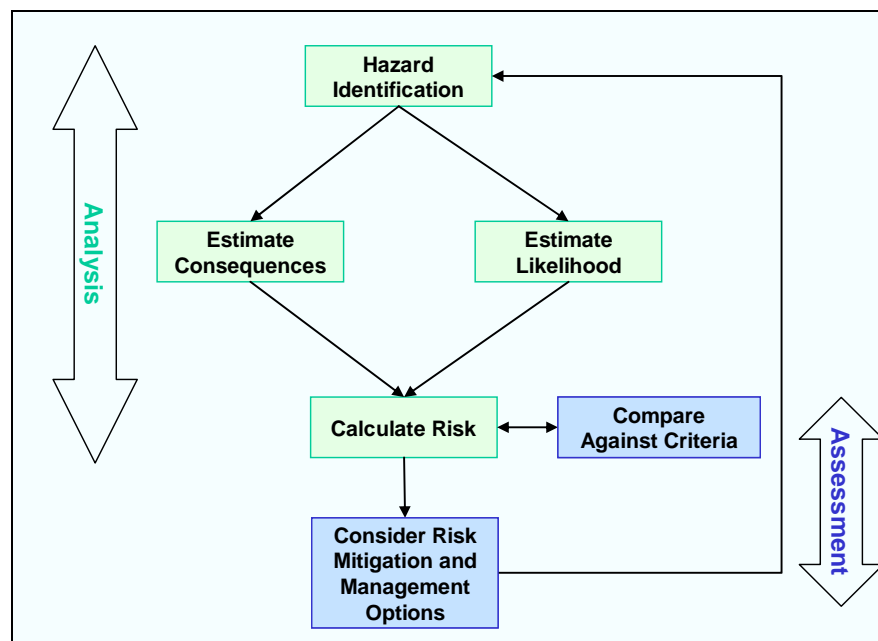 Hazard
Identification
Analysis
Estimate
Consequences
Estimate
Likelihood
Calculate Risk
Compare
Against Criteria
Assessment
Consider Risk
Mitigation and
Management
Options